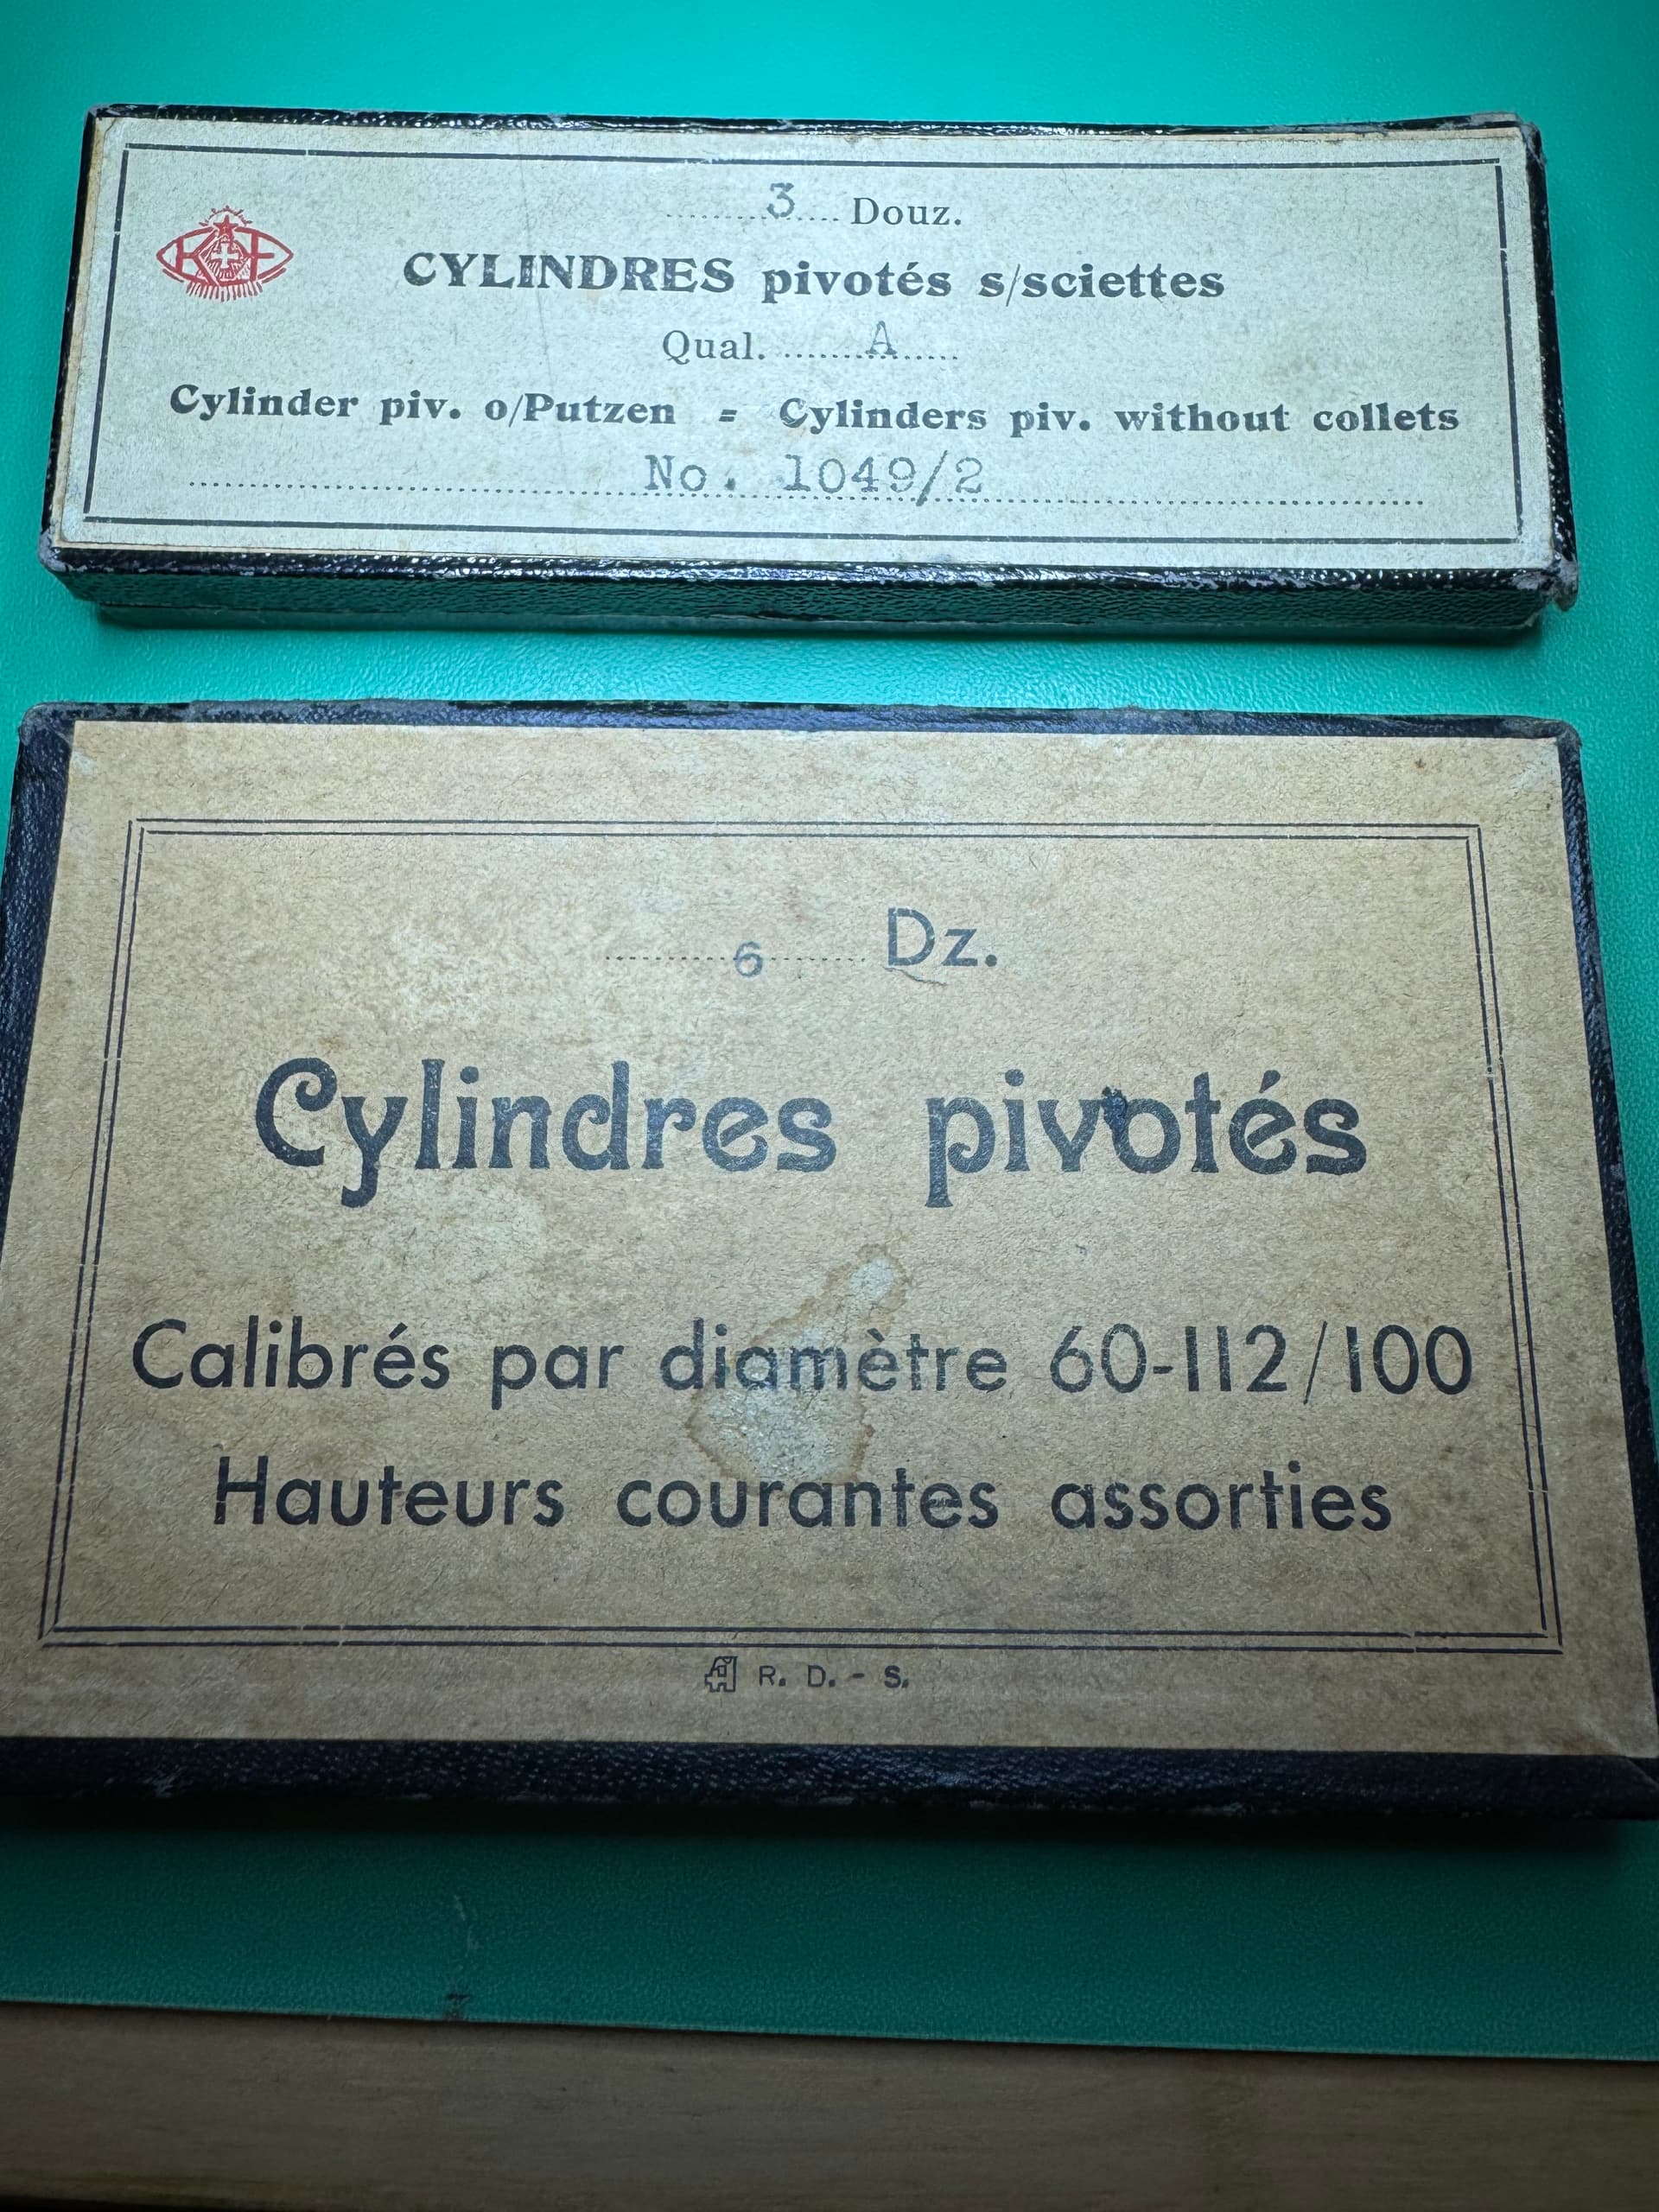 3 Douz.
K F
CYLINDRES pivotés s/sciettes
Qual. A
Cylinder piv. o/Putzen = Cylinders piv. without collets
No. 1049/2
6 Dz.
Cylindres pivotés
Calibrés par diamètre 60-112/100
Hauteurs courantes assorties
R. D. - S.